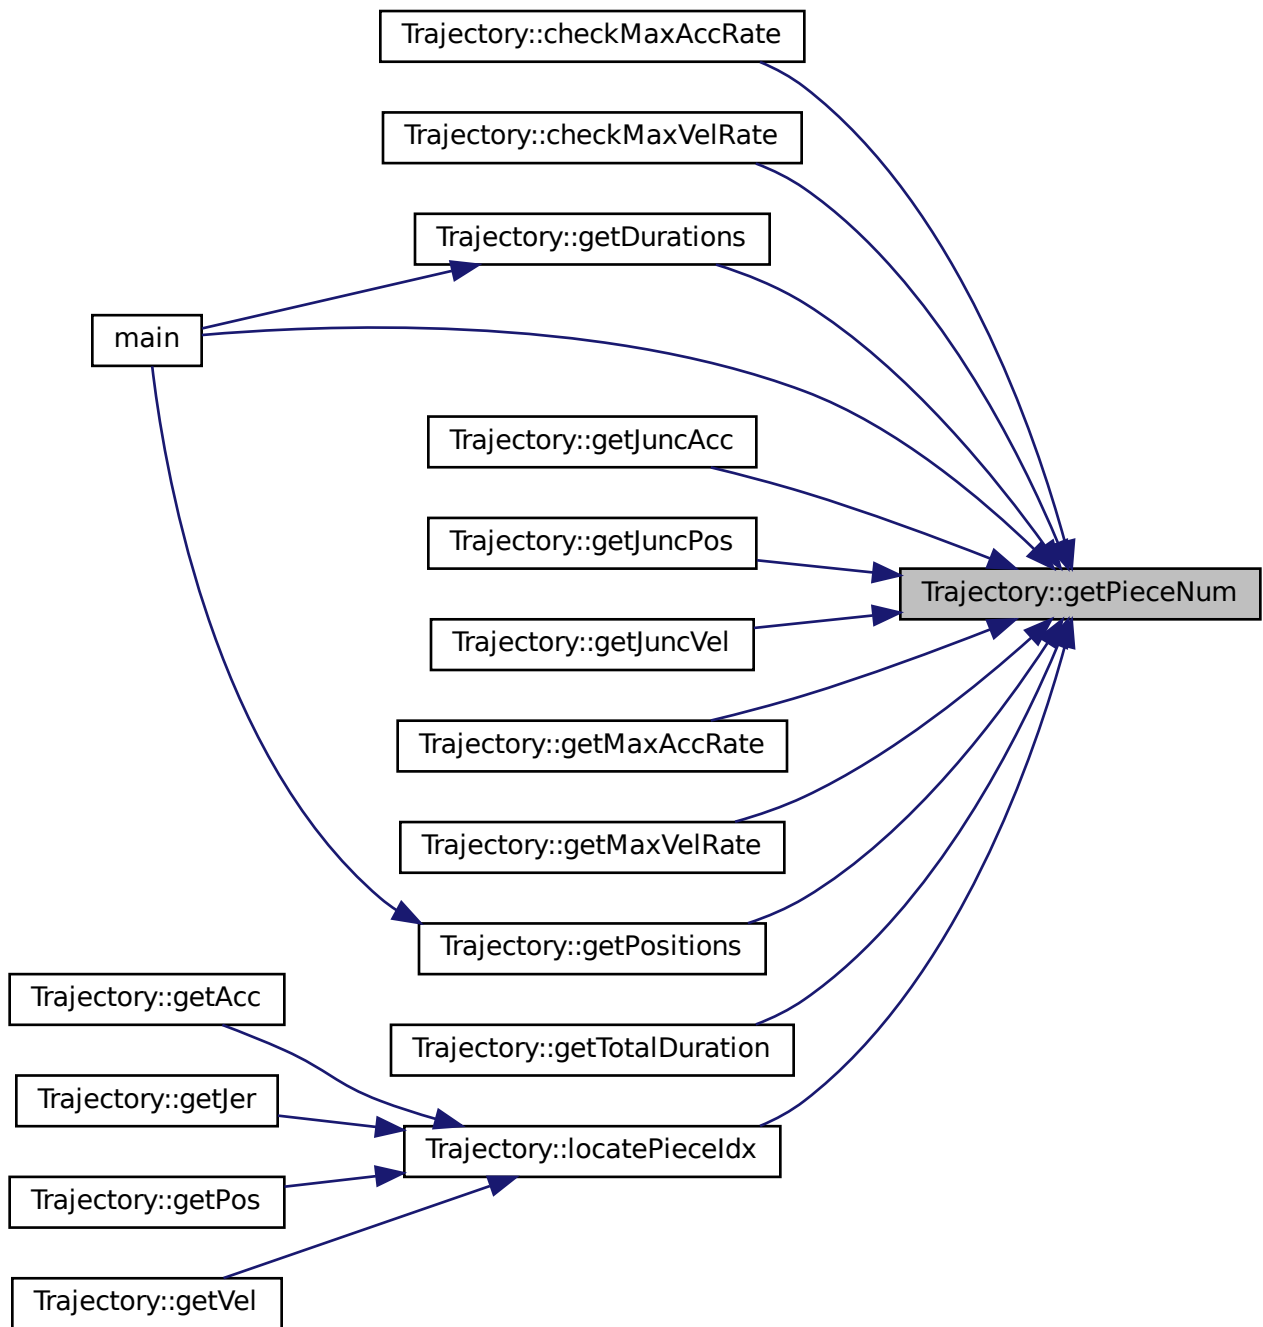 Trajectory::checkMaxAccRate
Trajectory::checkMaxVelRate
Trajectory::getDurations
main
Trajectory::getJuncAcc
Trajectory::getJuncPos
Trajectory::getPieceNum
Trajectory::getJuncVel
Trajectory::getMaxAccRate
Trajectory::getMaxVelRate
Trajectory::getPositions
Trajectory::getAcc
Trajectory::getTotalDuration
Trajectory::getJer
Trajectory::locatePieceIdx
Trajectory::getPos
Trajectory::getVel